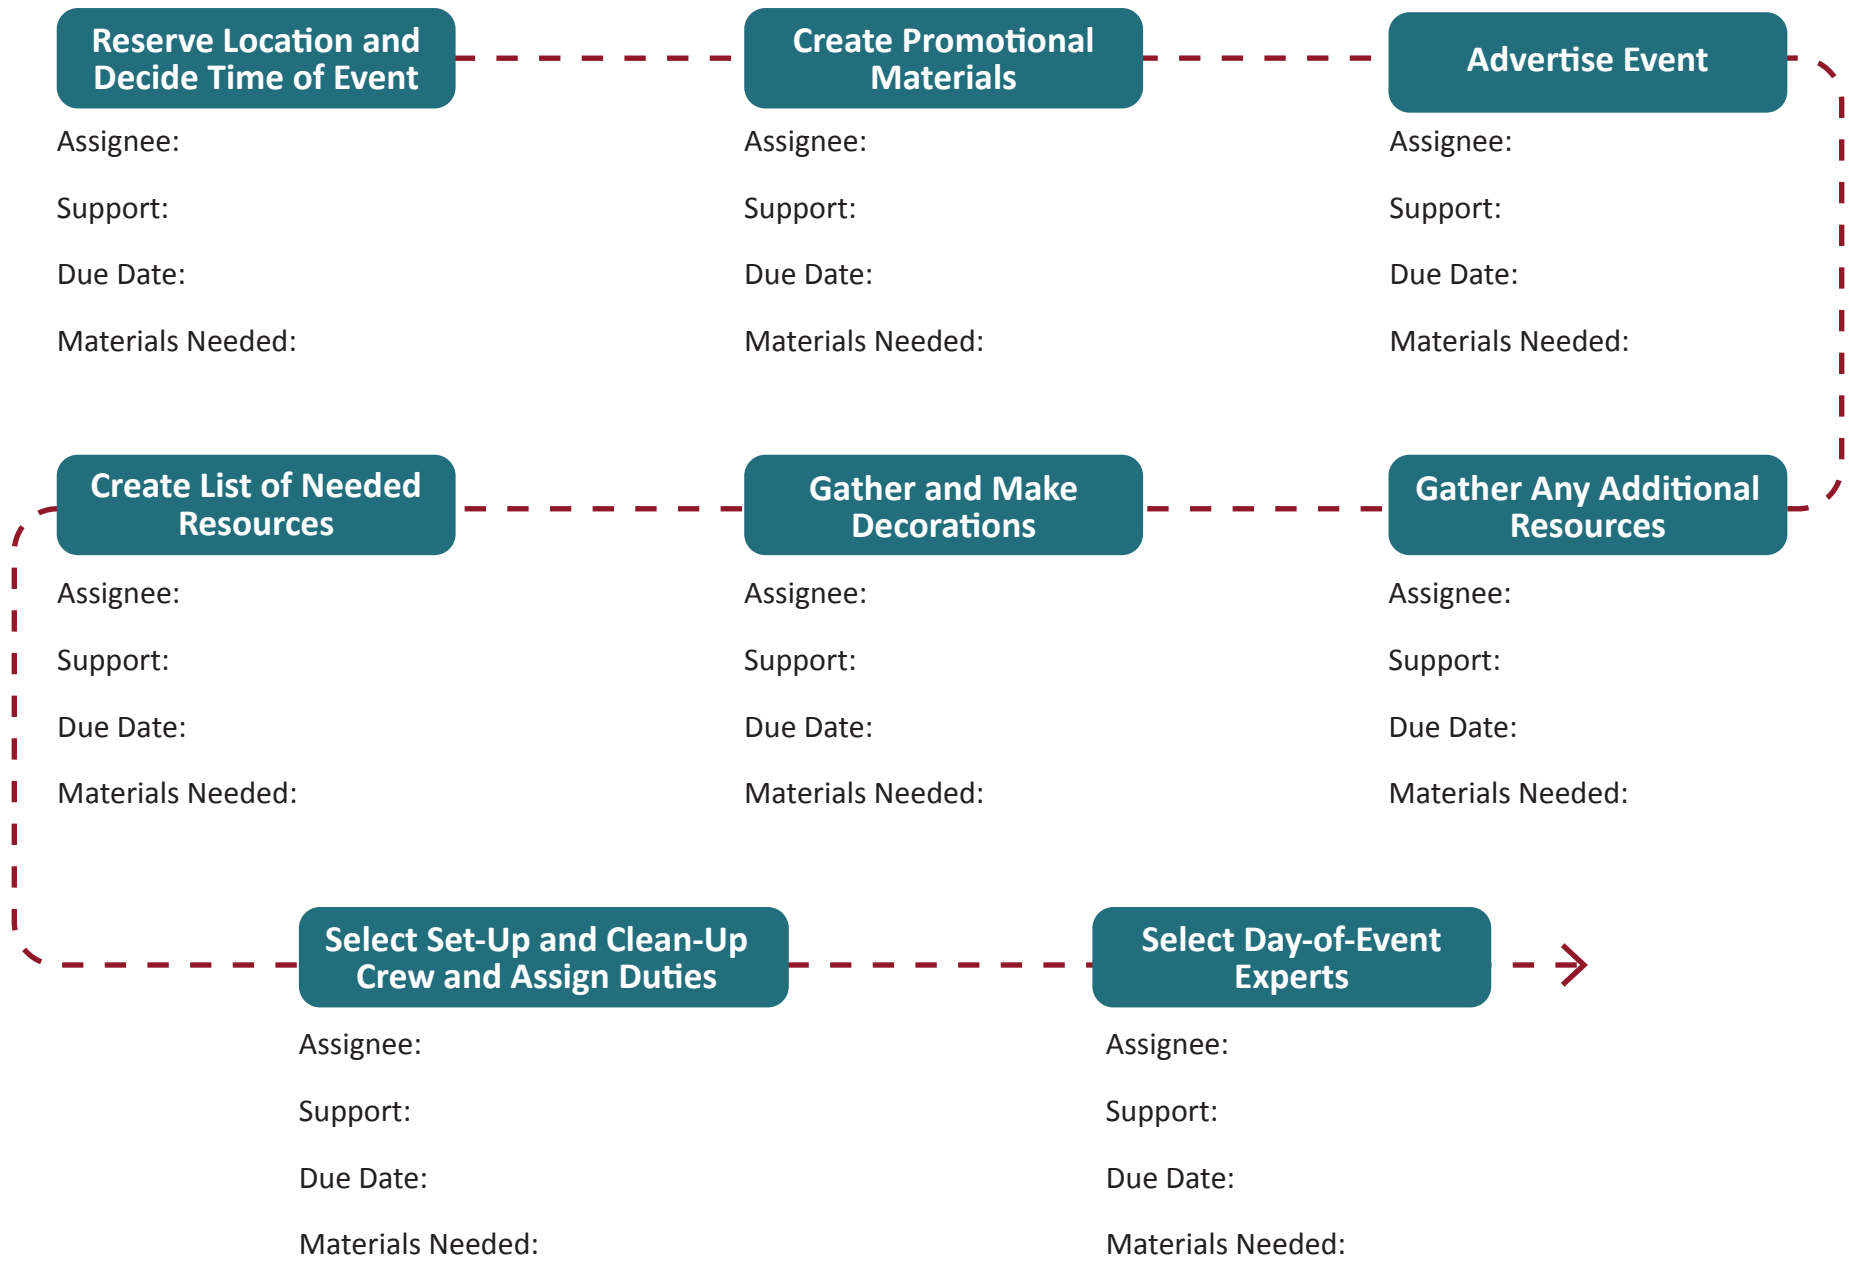 Reserve Location and
Decide Time of Event
Assignee:
Support:
Due Date:
Materials Needed:
Create Promotional
Materials
Assignee:
Support:
Due Date:
Materials Needed:
Advertise Event
Assignee:
Support:
Due Date:
Materials Needed:
Create List of Needed
Resources
Assignee:
Support:
Due Date:
Materials Needed:
Gather and Make
Decorations
Assignee:
Support:
Due Date:
Materials Needed:
Gather Any Additional
Resources
Assignee:
Support:
Due Date:
Materials Needed:
Select Set-Up and Clean-Up
Crew and Assign Duties
Assignee:
Support:
Due Date:
Materials Needed:
Select Day-of-Event
Experts
Assignee:
Support:
Due Date:
Materials Needed: